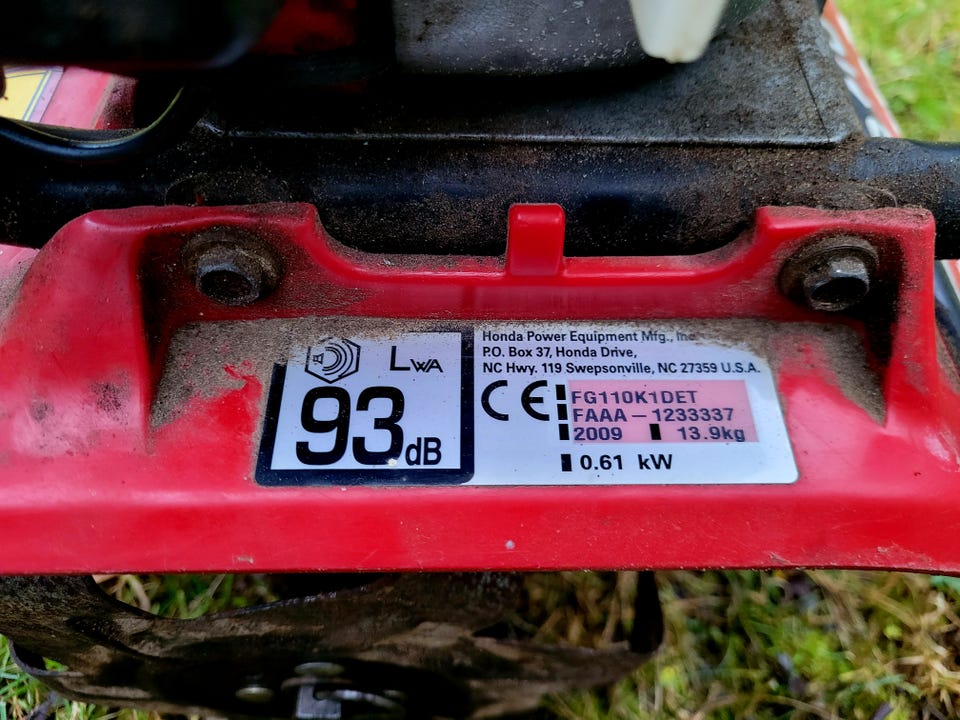 LWA
93dB
Honda Power Equipment Mfg., Inc
P.O. Box 37, Honda Drive,
NC Hwy. 119 Swepsonville, NC 27359 U.S.A.
CE
FG110K1DET
FAAA – 1233337
2009 13.9kg
0.61 kW